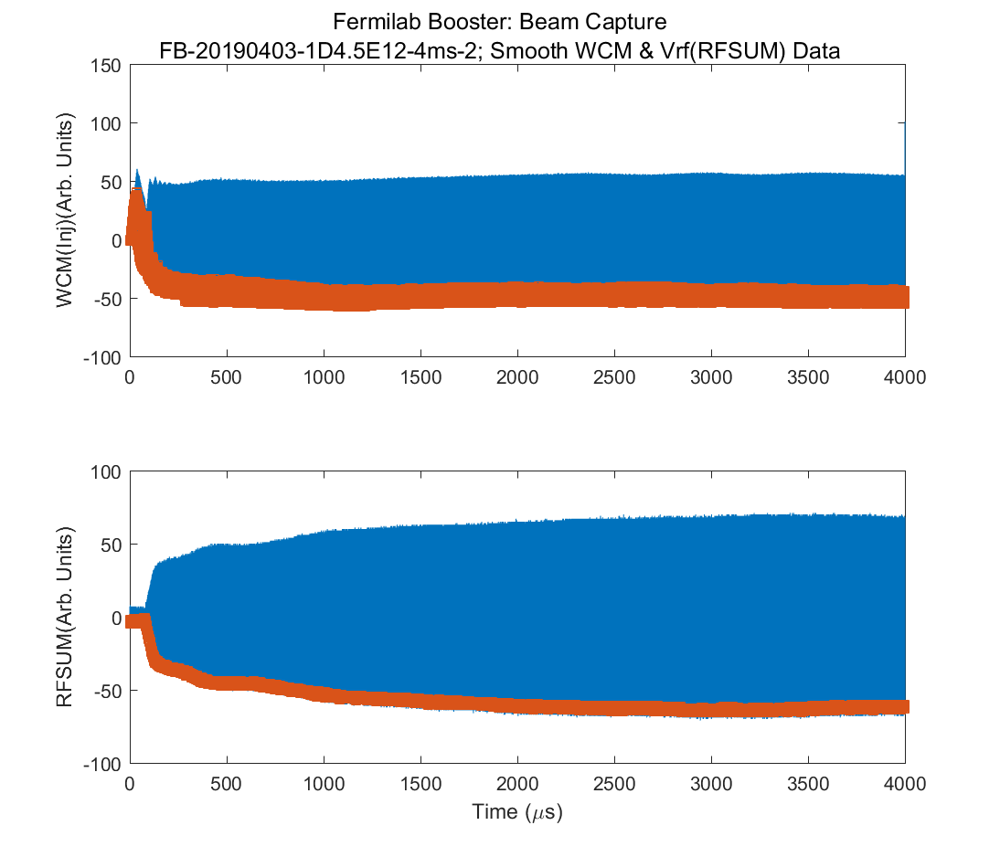 Fermilab Booster: Beam Capture
FB-20190403-1D4.5E12-4ms-2; Smooth WCM & Vrf(RFSUM) Data
150
100
50
0
-50
-100
WCM(Inj)(Arb. Units)
0 500 1000 1500 2000 2500 3000 3500 4000
100
50
0
-50
-100
RFSUM(Arb. Units)
0 500 1000 1500 2000 2500 3000 3500 4000
Time (μs)